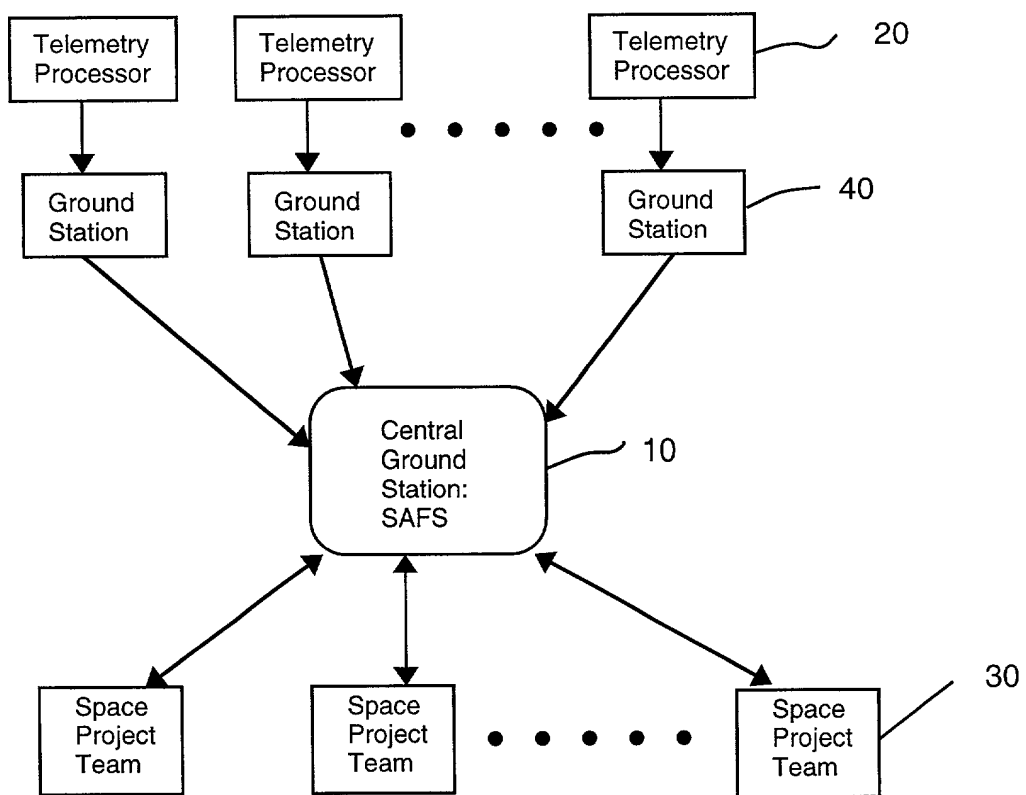 Telemetry
Processor
Telemetry
Processor
Telemetry
Processor
20
Ground
Station
Ground
Station
Ground
Station
40
Central
Ground
Station:
SAFS
10
Space
Project
Team
Space
Project
Team
Space
Project
Team
30